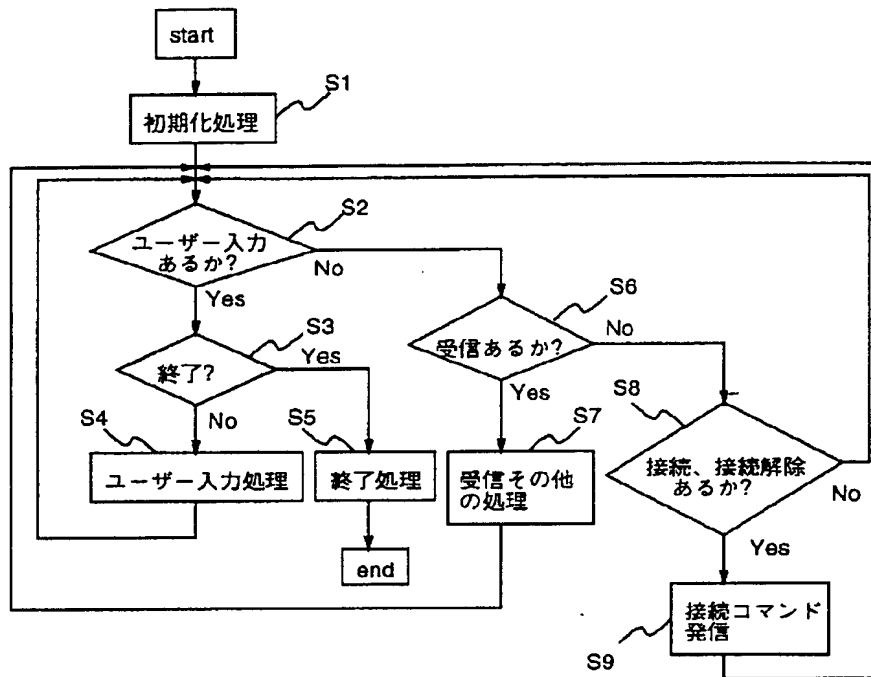 start
S1
初期化処理
S2
ユーザー入力
あるか?
No
Yes
S6
S3
受信あるか?
No
Yes
終了?
Yes
No
S8
S4
S5
S7
ユーザー入力処理
終了処理
受信その他
の処理
接続、接続解除
あるか?
No
Yes
end
接続コマンド
発信
S9